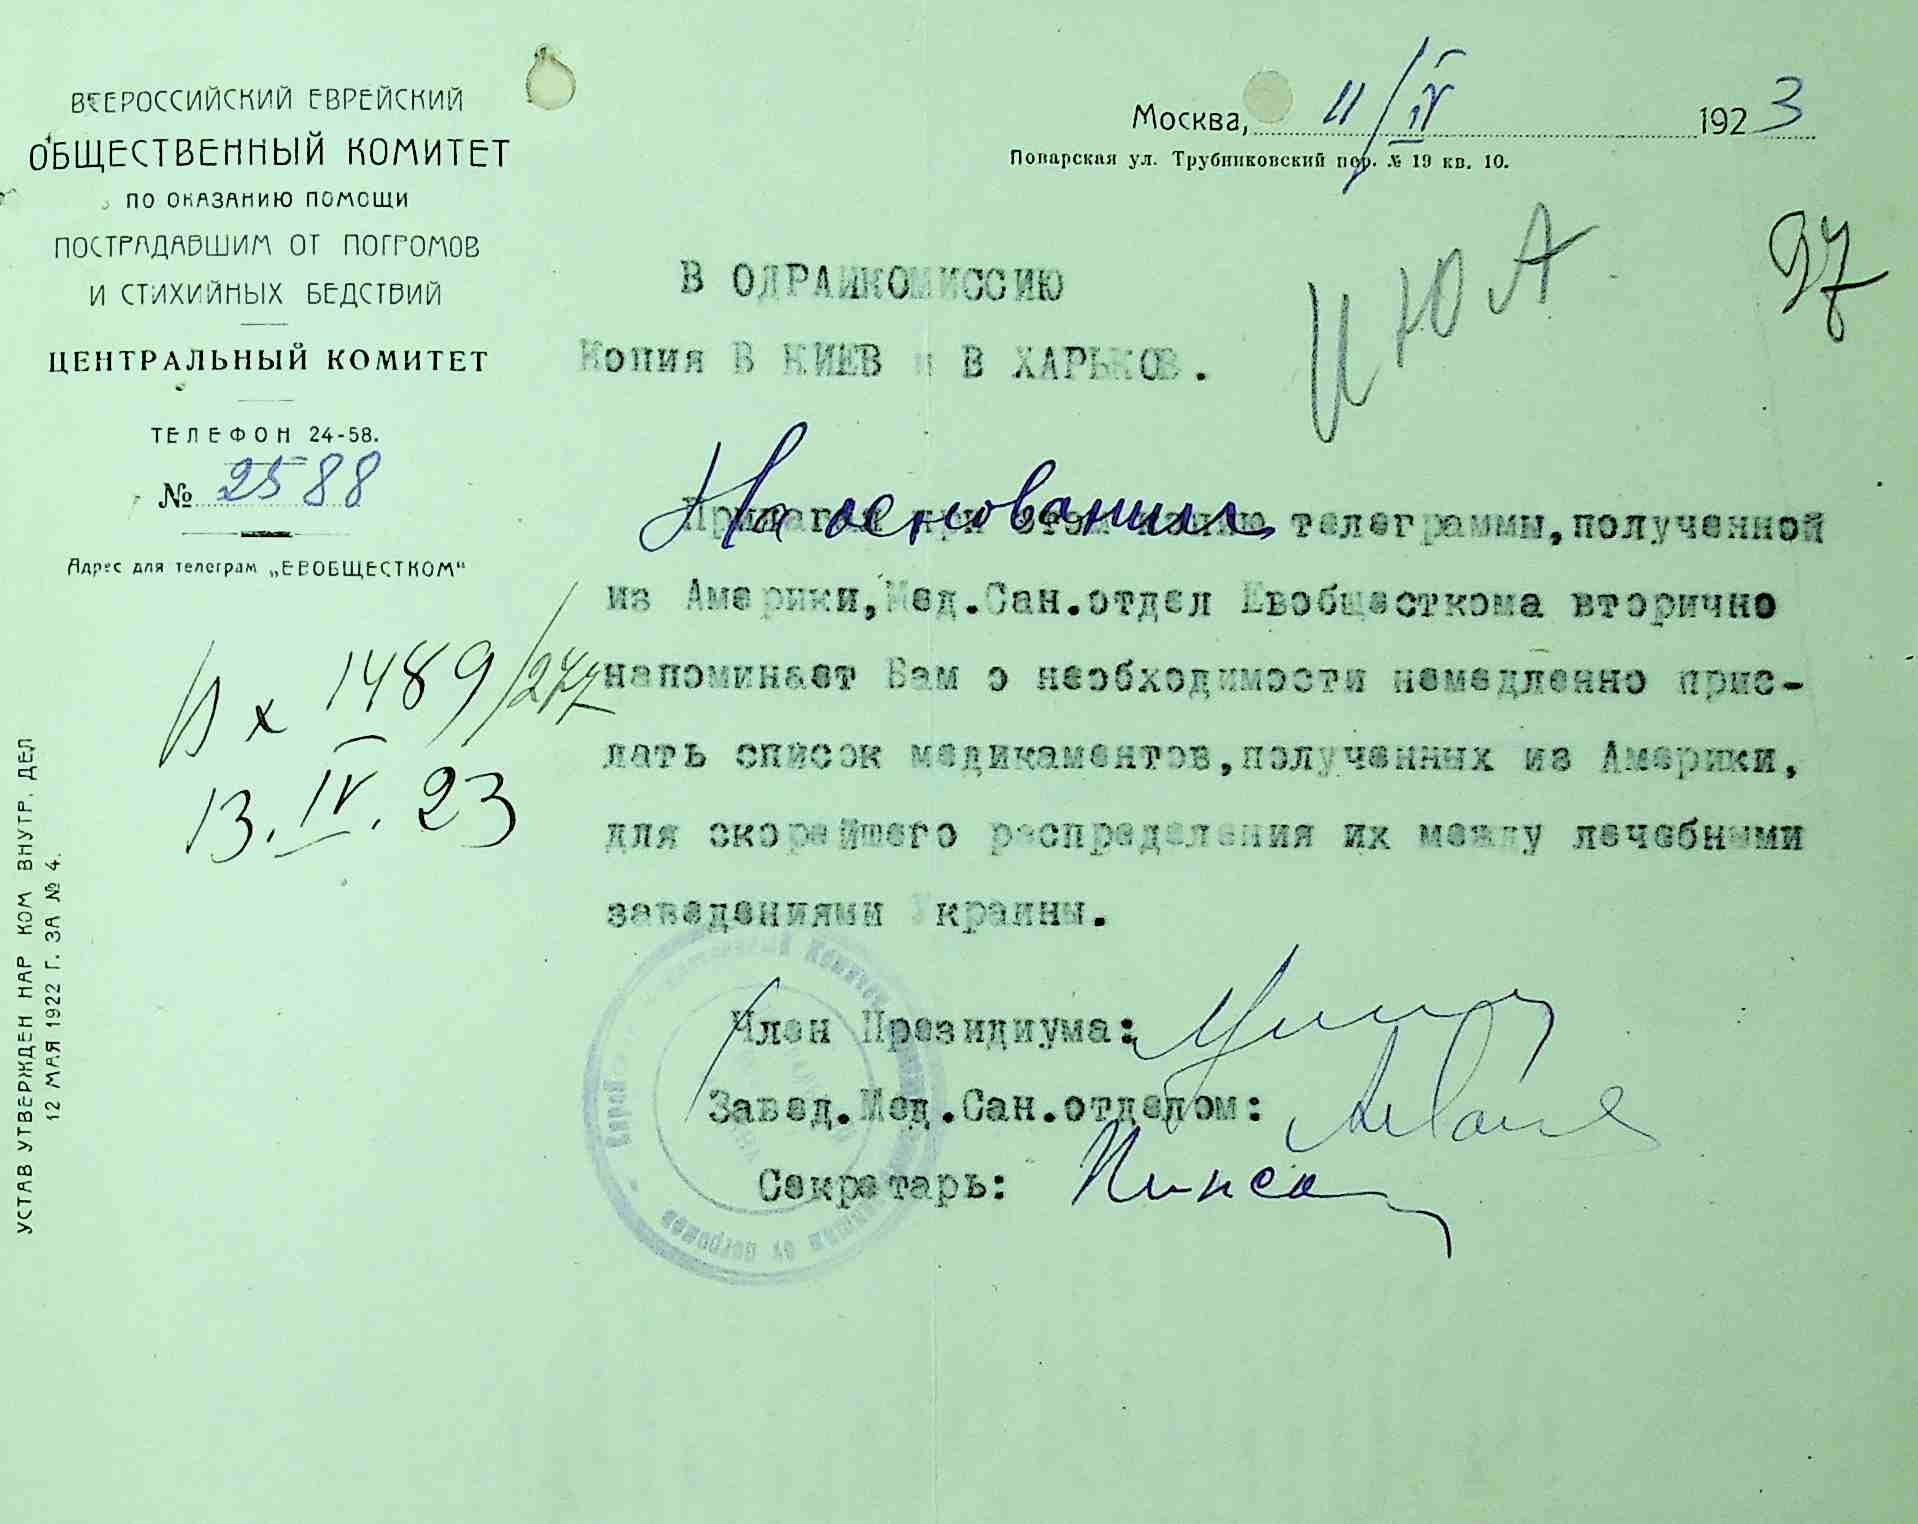 ВСЕРОССИЙСКИЙ ЕВРЕЙСКИЙ
ОБЩЕСТВЕННЫЙ КОМИТЕТ
ПО ОКАЗАНИЮ ПОМОЩИ
ПОСТРАДАВШИМ ОТ ПОГРОМОВ
И СТИХИЙНЫХ БЕДСТВИЙ
ЦЕНТРАЛЬНЫЙ КОМИТЕТ
ТЕЛЕФОН 24-58.
№ 2588
Адрес для телеграм „ЕВОБЩЕСТКОМ"
Вх 1489/277
13.IV.23
УСТАВ УТВЕРЖДЕН НАР КОМ ВНУТР. ДЕЛ
12 МАЯ 1922 Г. ЗА № 4.
Москва, 11/IV 1923
Поварская ул. Трубниковский пер. № 19 кв. 10.
97
В ОДРАЙКОМИССИЮ
Копия В КИЕВ и В ХАРЬКОВ.
На основании телеграммы, полученной
из Америки, Мед.Сан.отдел Евобщесткома вторично
напоминает Вам о необходимости немедленно прис-
лать список медикаментов, полученных из Америки,
для скорейшего распределения их между лечебными
заведениями Украины.
Член Президиума:
Завед.Мед.Сан.отделом:
Секретарь: